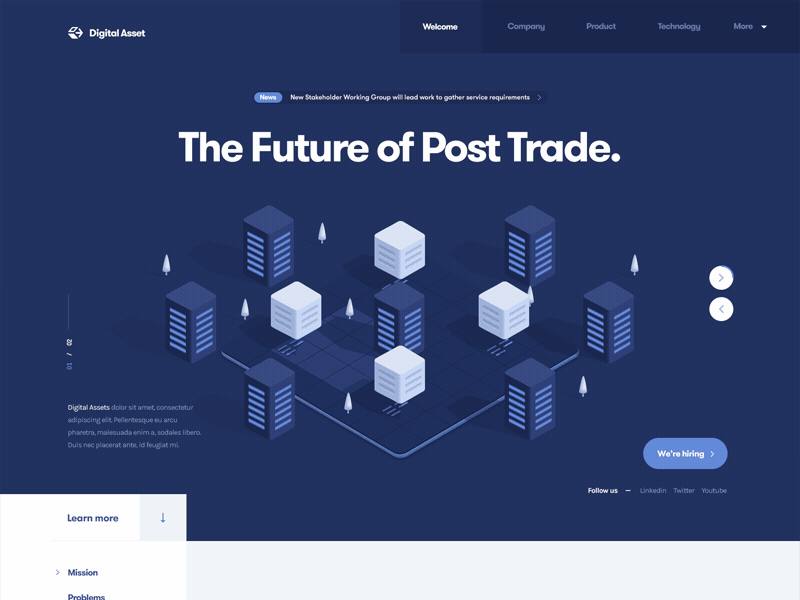 Digital Asset
Welcome
Company
Product
Technology
More
News
New Stakeholder Working Group will lead work to gather service requirements
The Future of Post Trade.
02
/
Digital Assets dolor sit amet, consectetur
adipiscing elit. Pellentesque eu arcu
pharetra, malesuada enim a, sodales libero.
Duis nec placerat ante, id feugiat mi.
We're hiring
Follow us
Linkedin
Twitter
Youtube
Learn more
Mission
Problems